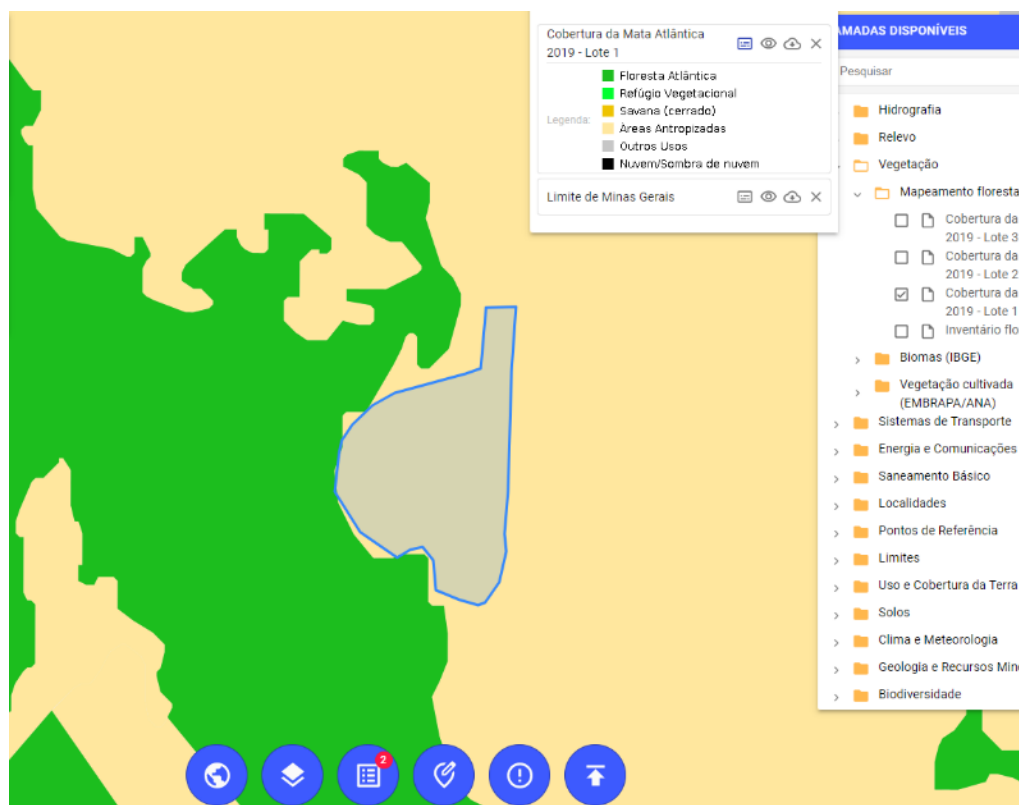 Cobertura da Mata Atlântica
2019 - Lote 1
Legenda:
Floresta Atlântica
Refúgio Vegetacional
Savana (cerrado)
Áreas Antropizadas
Outros Usos
Nuvem/Sombra de nuvem
Limite de Minas Gerais
AMADAS DISPONÍVEIS
Pesquisar
Hidrografia
Relevo
Vegetação
Mapeamento floresta
Cobertura da
2019 - Lote 3
Cobertura da
2019 - Lote 2
Cobertura da
2019 - Lote 1
Inventário flo
Biomas (IBGE)
Vegetação cultivada
(EMBRAPA/ANA)
Sistemas de Transporte
Energia e Comunicações
Saneamento Básico
Localidades
Pontos de Referência
Limites
Uso e Cobertura da Terra
Solos
Clima e Meteorologia
Geologia e Recursos Mine
Biodiversidade
2